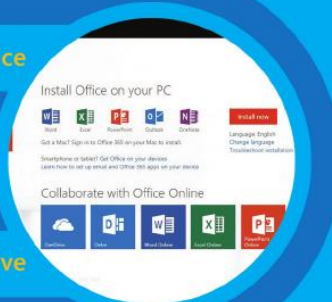 ce
Install Office on your PC
Word Excel PowerPoint Outlook OneNote
Install now
Language: English
Change language
Troubleshoot installation
Got a Mac? Sign in to Office 365 on your Mac to install.
Smartphone or tablet? Get Office on your devices
Learn how to set up email and Office 365 apps on your device
Collaborate with Office Online
OneDrive Delve Word Online Excel Online PowerPoint Online
ve